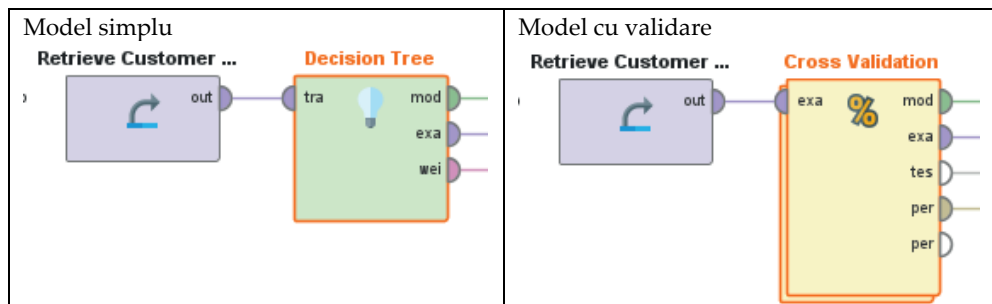 Model simplu
Retrieve Customer ...
Decision Tree
out
tra
mod
exa
wei
Model cu validare
Retrieve Customer ...
Cross Validation
out
exa
%
mod
exa
tes
per
per